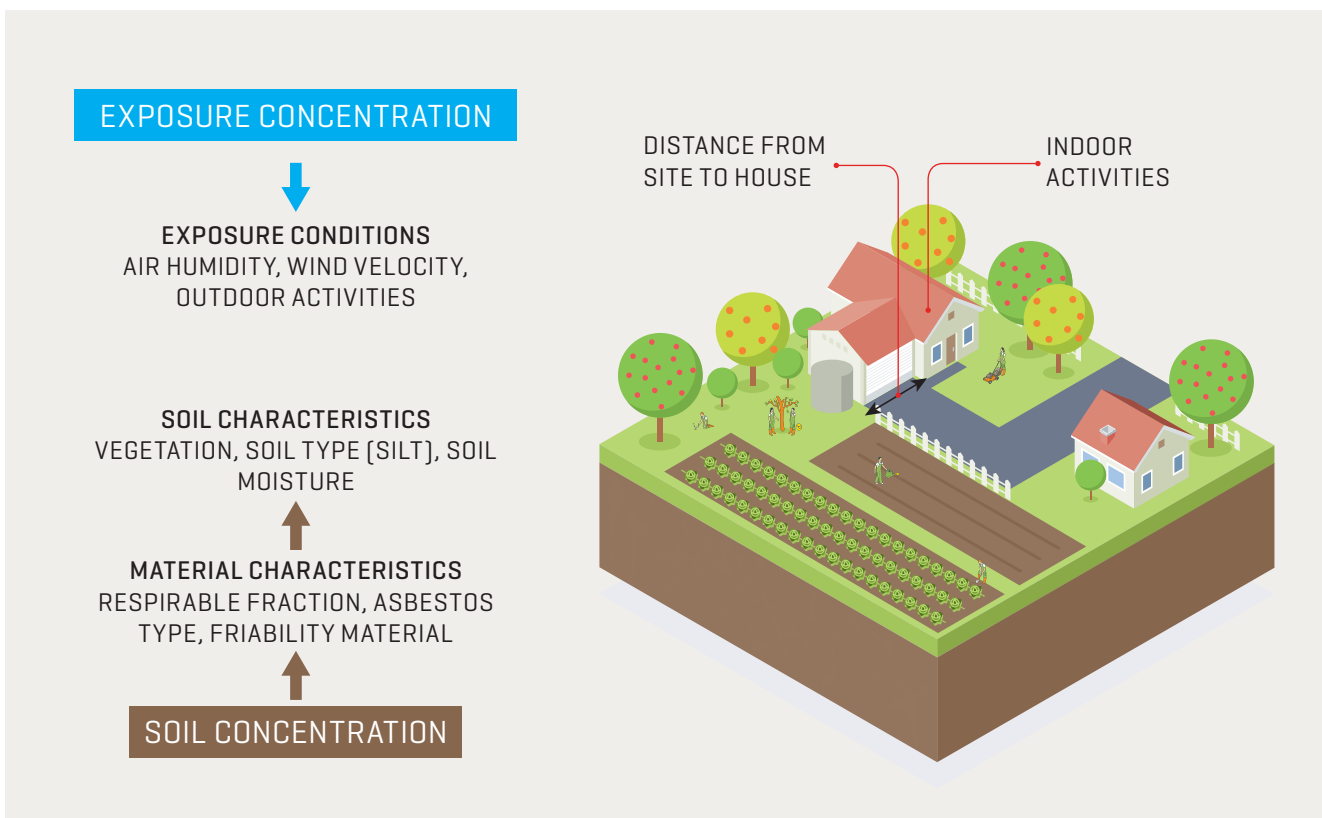 EXPOSURE CONCENTRATION
EXPOSURE CONDITIONS
AIR HUMIDITY, WIND VELOCITY,
OUTDOOR ACTIVITIES
SOIL CHARACTERISTICS
VEGETATION, SOIL TYPE (SILT), SOIL
MOISTURE
MATERIAL CHARACTERISTICS
RESPIRABLE FRACTION, ASBESTOS
TYPE, FRIABILITY MATERIAL
SOIL CONCENTRATION
DISTANCE FROM
SITE TO HOUSE
INDOOR
ACTIVITIES